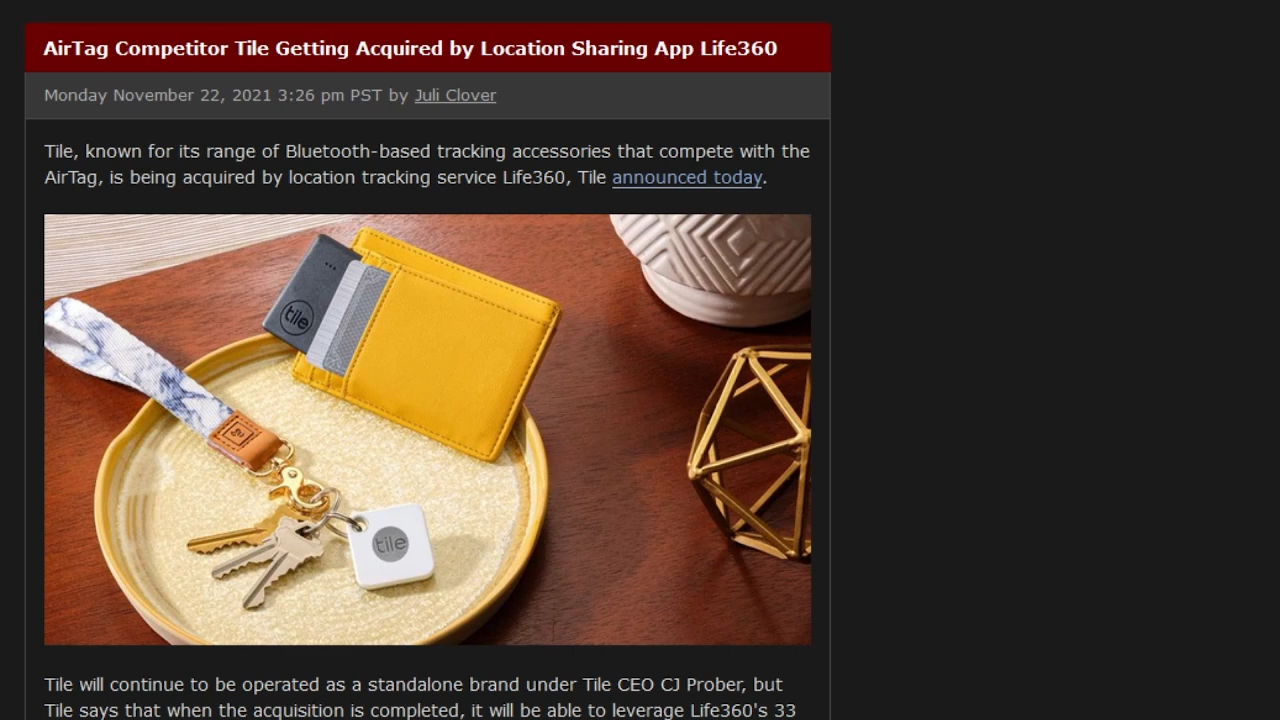 AirTag Competitor Tile Getting Acquired by Location Sharing App Life360
Monday November 22, 2021 3:26 pm PST by Juli Clover
Tile, known for its range of Bluetooth-based tracking accessories that compete with the
AirTag, is being acquired by location tracking service Life360, Tile announced today.
tile
tile
Tile will continue to be operated as a standalone brand under Tile CEO CJ Prober, but
Tile says that when the acquisition is completed, it will be able to leverage Life360's 33